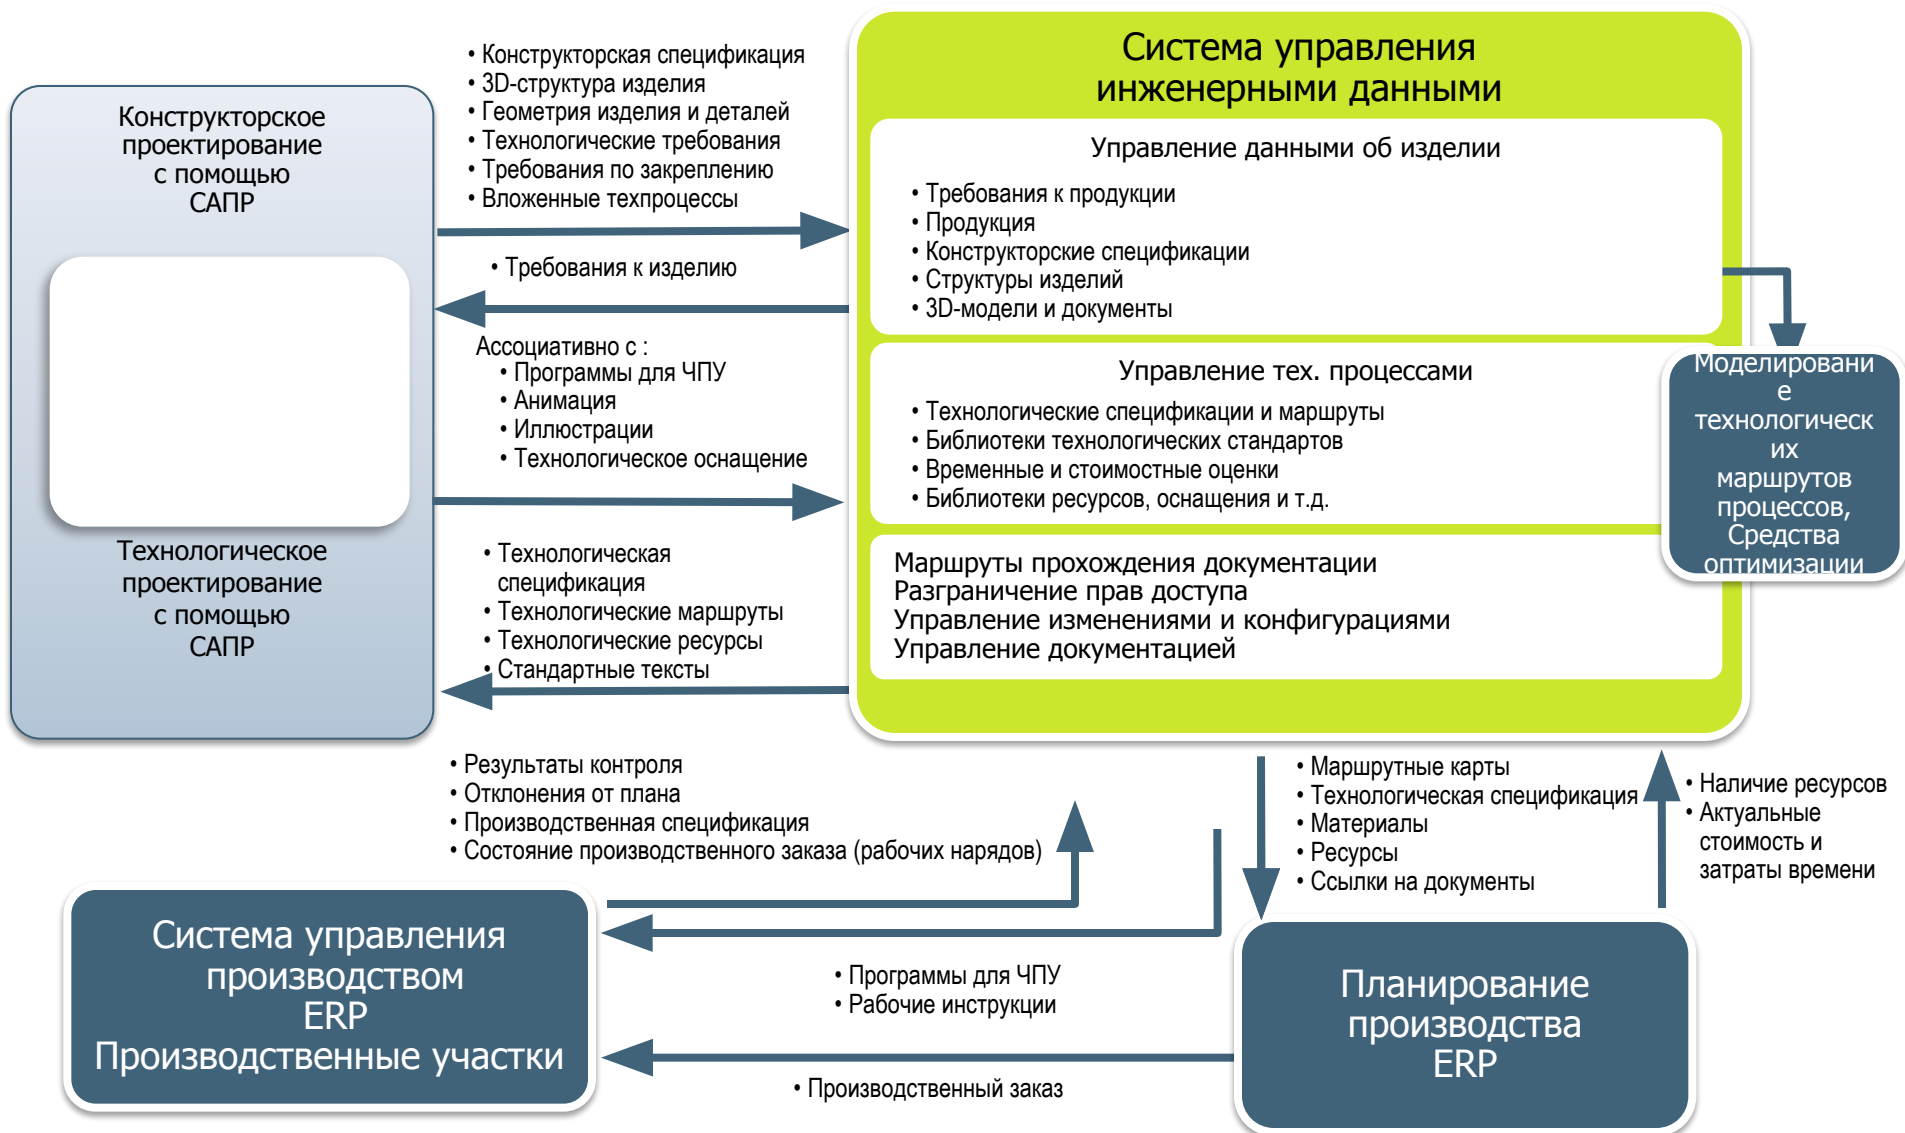 Конструкторское
проектирование
с помощью
САПР
Технологическое
проектирование
с помощью
САПР
• Конструкторская спецификация
• 3D-структура изделия
• Геометрия изделия и деталей
• Технологические требования
• Требования по закреплению
• Вложенные техпроцессы
• Требования к изделию
Ассоциативно с :
• Программы для ЧПУ
• Анимация
• Иллюстрации
• Технологическое оснащение
• Технологическая
спецификация
• Технологические маршруты
• Технологические ресурсы
• Стандартные тексты
Система управления
инженерными данными
Управление данными об изделии
• Требования к продукции
• Продукция
• Конструкторские спецификации
• Структуры изделий
• 3D-модели и документы
Управление тех. процессами
• Технологические спецификации и маршруты
• Библиотеки технологических стандартов
• Временные и стоимостные оценки
• Библиотеки ресурсов, оснащения и т.д.
Маршруты прохождения документации
Разграничение прав доступа
Управление изменениями и конфигурациями
Управление документацией
Моделировани
е
технологическ
их
маршрутов
процессов,
Средства
оптимизации
• Результаты контроля
• Отклонения от плана
• Производственная спецификация
• Состояние производственного заказа (рабочих нарядов)
• Маршрутные карты
• Технологическая спецификация
• Материалы
• Ресурсы
• Ссылки на документы
• Наличие ресурсов
• Актуальные
стоимость и
затраты времени
Система управления
производством
ERP
Производственные участки
• Программы для ЧПУ
• Рабочие инструкции
• Производственный заказ
Планирование
производства
ERP